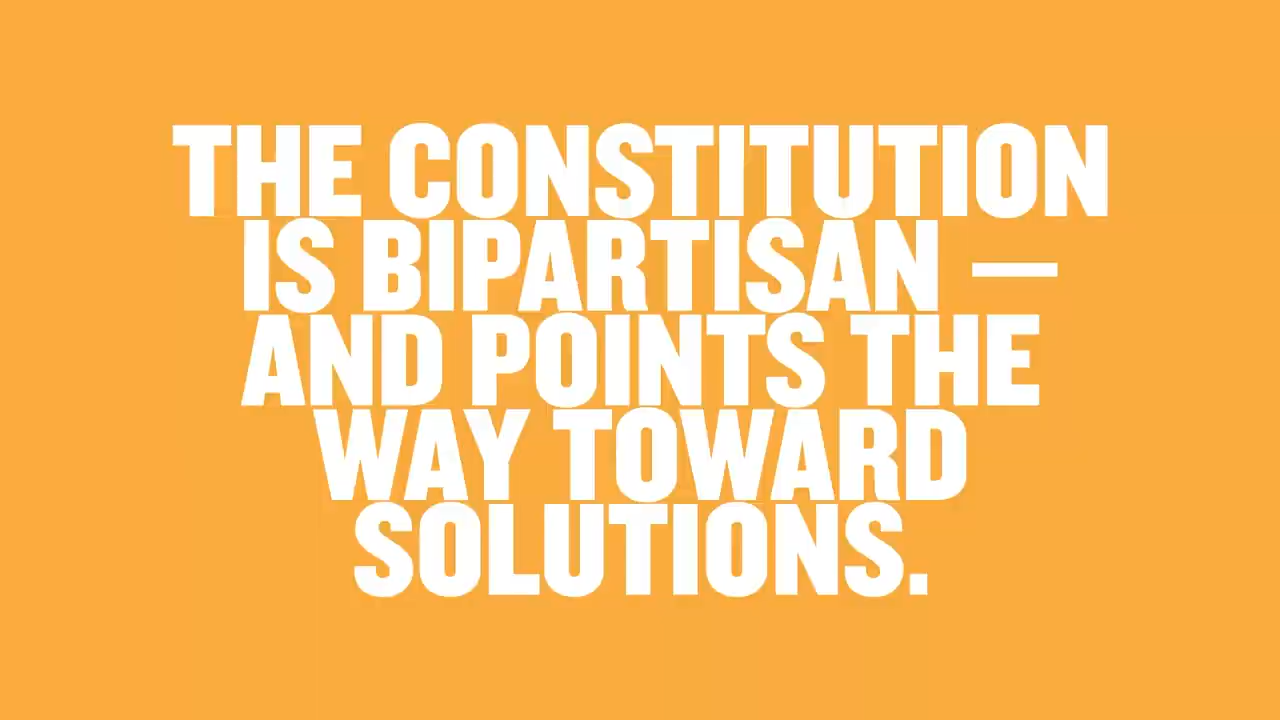 THE CONSTITUTION
IS BIPARTISAN —
AND POINTS THE
WAY TOWARD
SOLUTIONS.